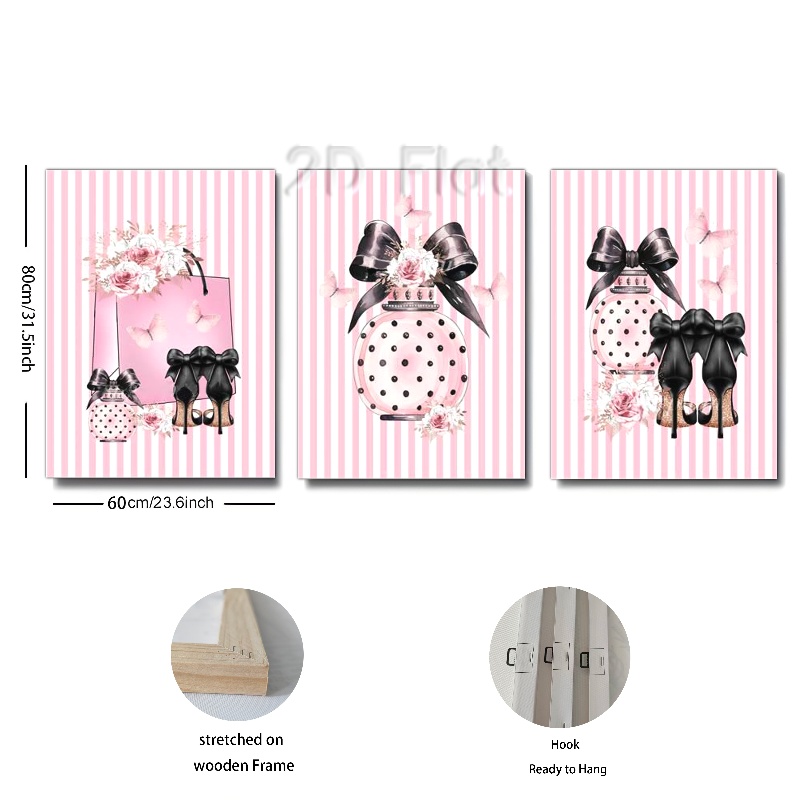 2D Flat
80cm/31.5inch
60cm/23.6inch
stretched on
wooden Frame
Hook
Ready to Hang